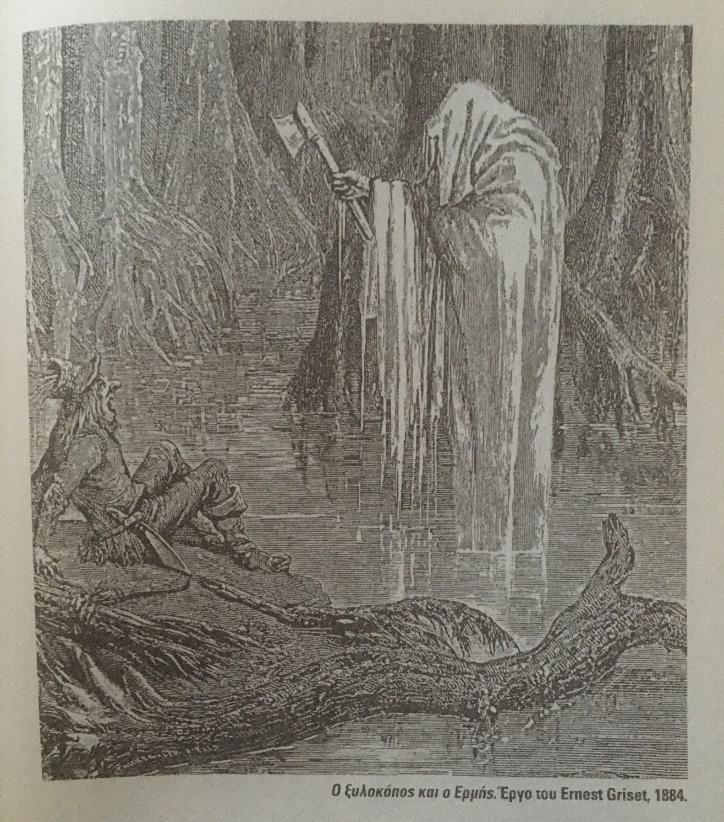 Ο ξυλοκόπος και ο Ερμής. Έργο του Ernest Griset, 1884.